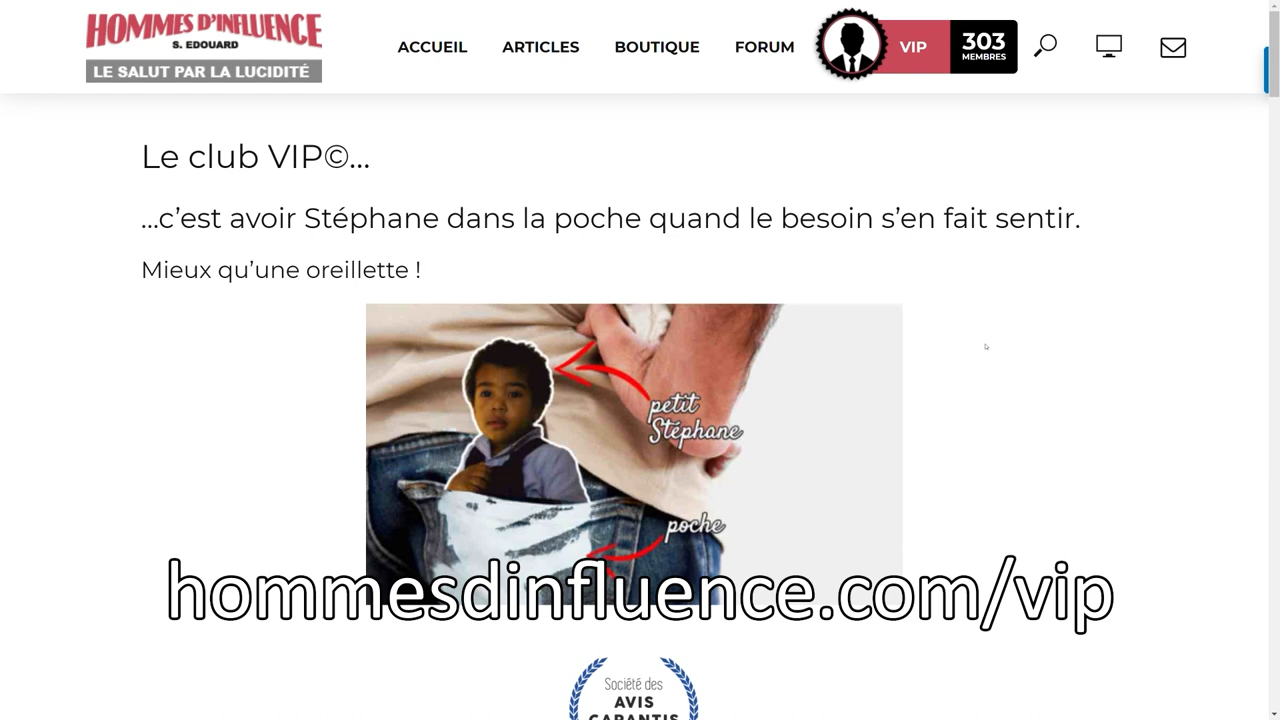 HOMMES D'INFLUENCE
S. EDOUARD
LE SALUT PAR LA LUCIDITÉ
ACCUEIL
ARTICLES
BOUTIQUE
FORUM
VIP
303
MEMBRES
Le club VIP©...
...c’est avoir Stéphane dans la poche quand le besoin s’en fait sentir.
Mieux qu’une oreillette !
petit
Stéphane
poche
hommesdinfluence.com/vip
Société des
AVIS
GARANTIS